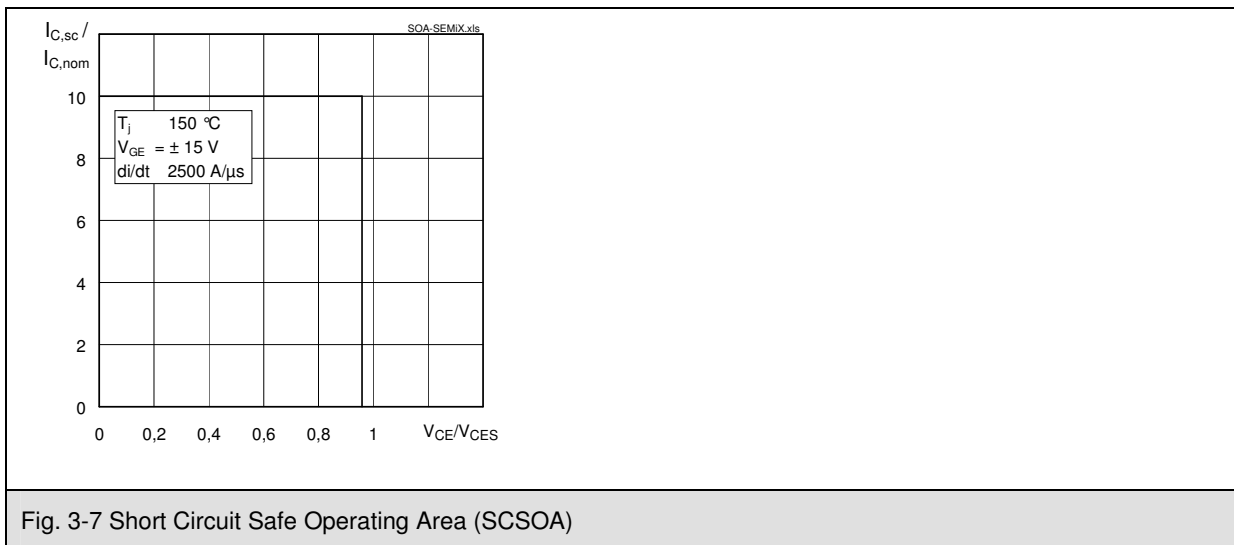 I_C,sc /
I_C,nom
SOA-SEMiX.xls
10
8
6
4
2
0
T_j 150 °C
V_GE = ± 15 V
di/dt 2500 A/µs
0 0,2 0,4 0,6 0,8 1 V_CE/V_CES
Fig. 3-7 Short Circuit Safe Operating Area (SCSOA)